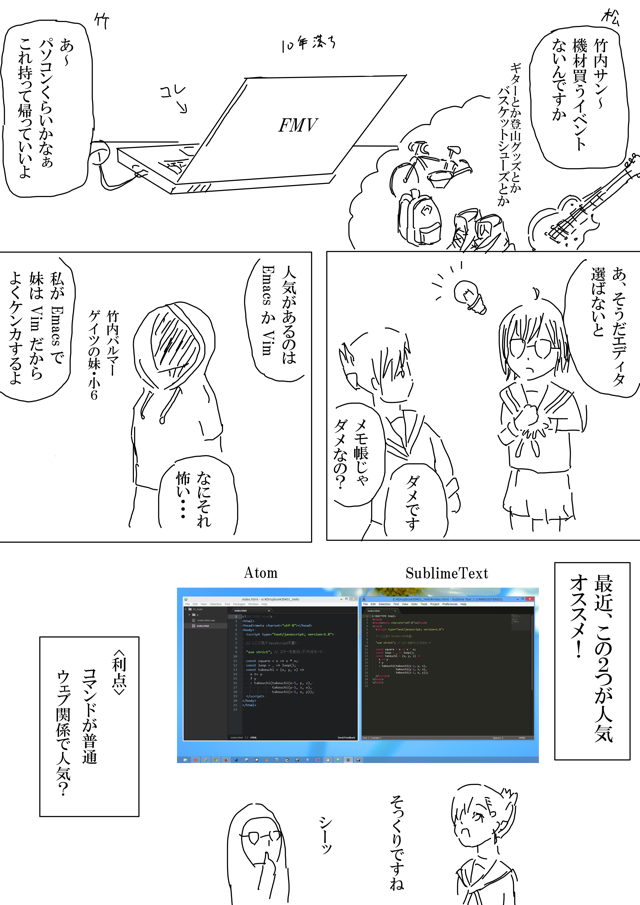 松
竹内サン〜
機材買うイベント
ないんですか
ギターとか登山グッズとか
バスケットシューズとか
10年落ち
コレ
FMV
竹
あ〜
パソコンくらいかなぁ
これ持って帰っていいよ
あ、そうだエディタ
選ばないと
メモ帳じゃ
ダメなの？
ダメです
人気があるのは
Emacs か Vim
竹内バルマー
ゲイツの妹・小6
私が Emacs で
妹は Vim だから
よくケンカするよ
なにそれ
怖い・・・
最近、この2つが人気
オススメ！
Atom
SublimeText
〈利点〉
コマンドが普通
ウェブ関係で人気？
そっくりですね
シーッ